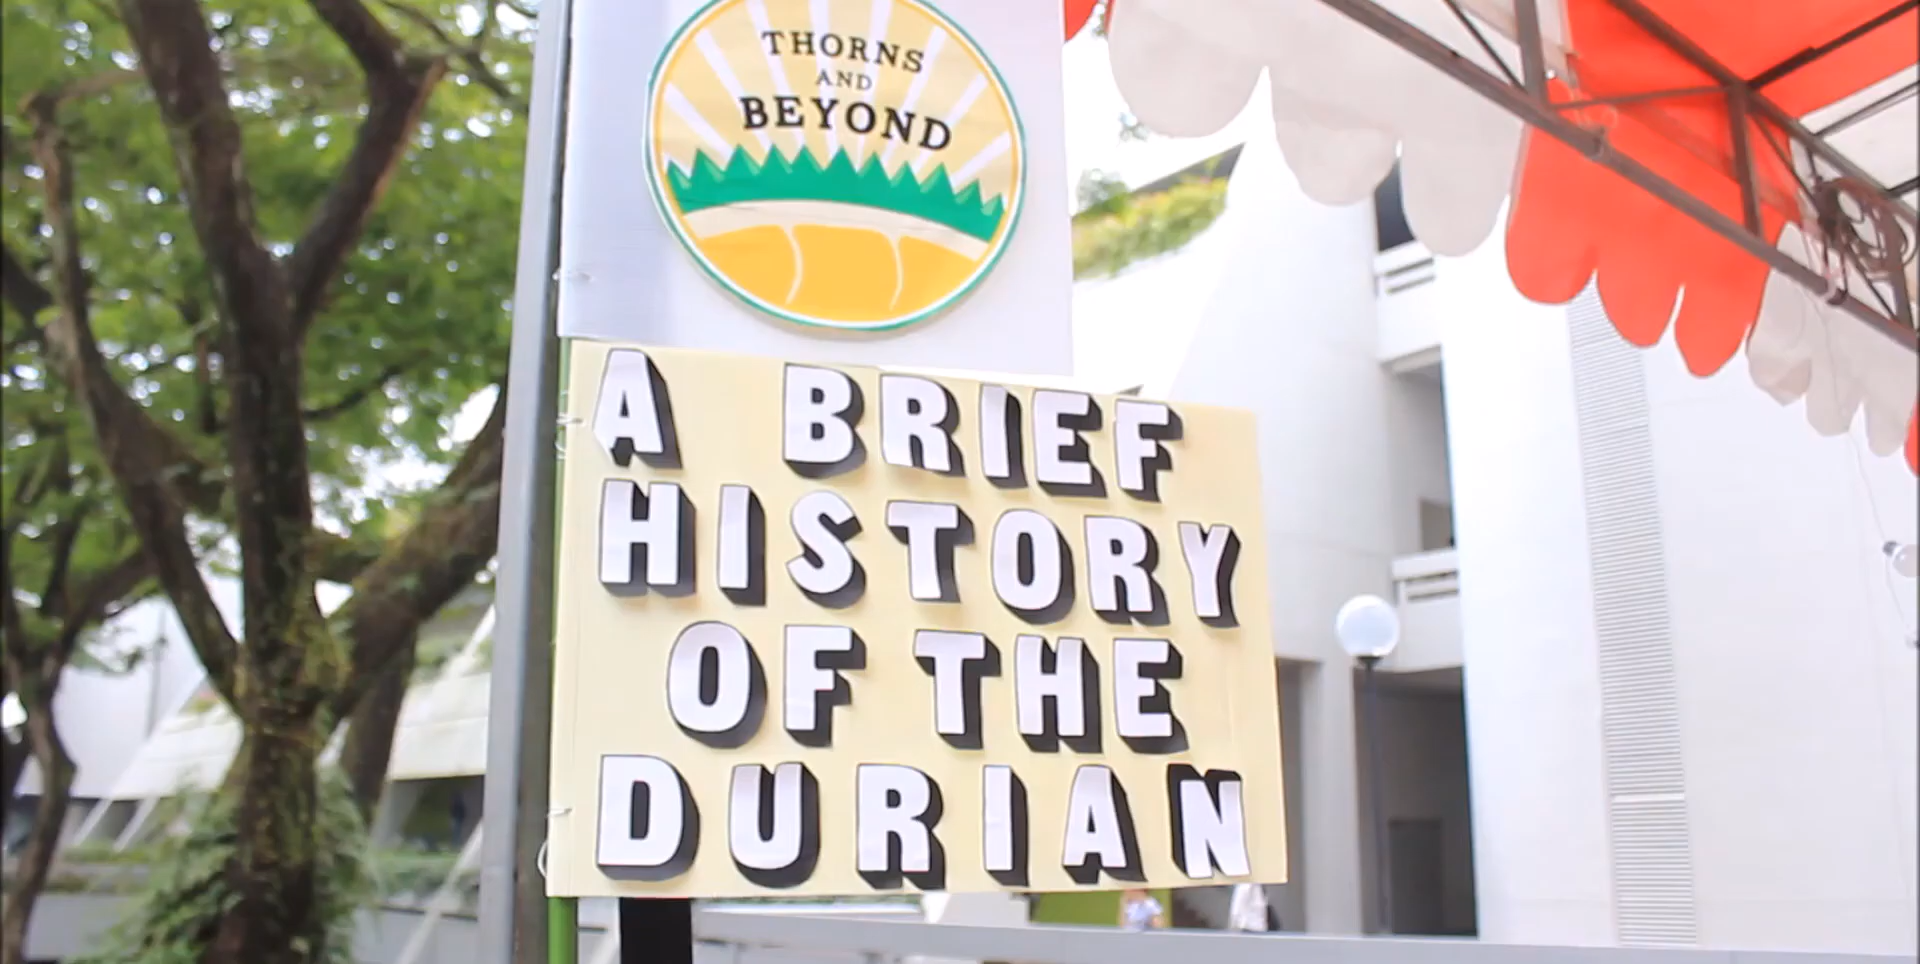 THORNS
AND
BEYOND
A BRIEF
HISTORY
OF THE
DURIAN